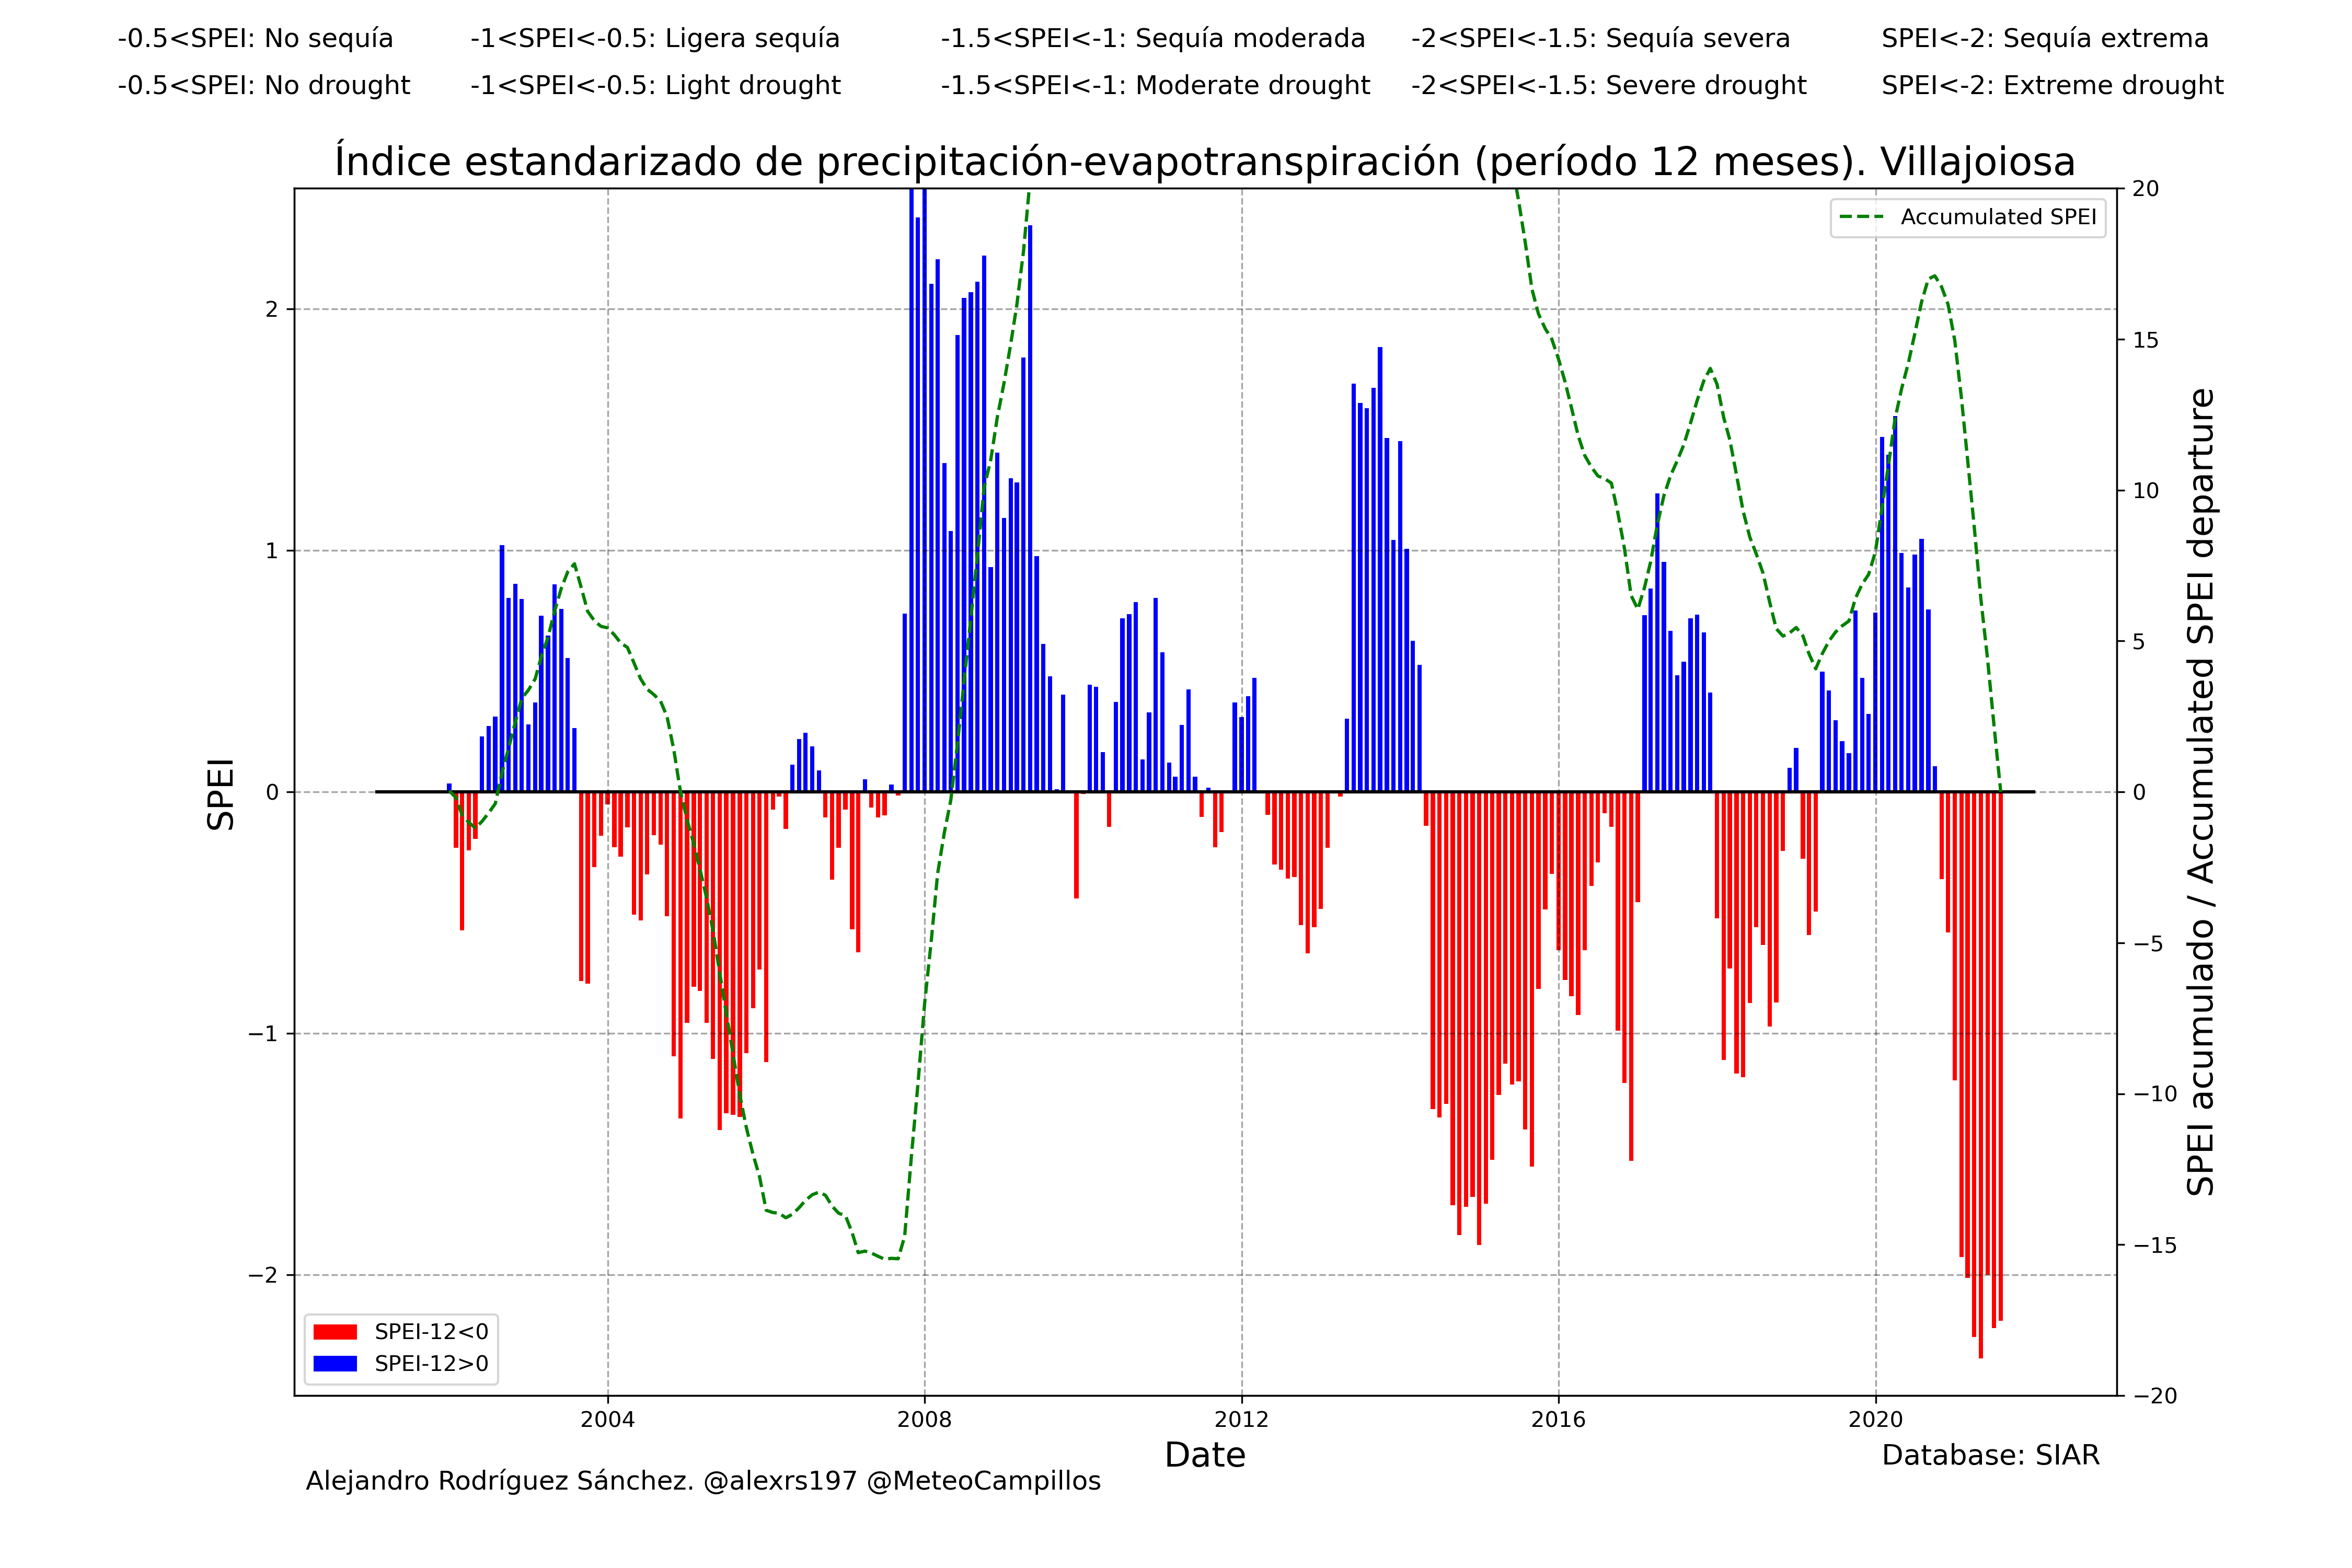 -0.5<SPEI: No sequía -1<SPEI<-0.5: Ligera sequía -1.5<SPEI<-1: Sequía moderada -2<SPEI<-1.5: Sequía severa SPEI<-2: Sequía extrema
-0.5<SPEI: No drought -1<SPEI<-0.5: Light drought -1.5<SPEI<-1: Moderate drought -2<SPEI<-1.5: Severe drought SPEI<-2: Extreme drought
Índice estandarizado de precipitación-evapotranspiración (período 12 meses). Villajoiosa
SPEI
2
1
0
−1
−2
Accumulated SPEI
20
15
10
5
0
−5
−10
−15
−20
SPEI acumulado / Accumulated SPEI departure
SPEI-12<0
SPEI-12>0
2004 2008 2012 2016 2020
Date
Database: SIAR
Alejandro Rodríguez Sánchez. @alexrs197 @MeteoCampillos